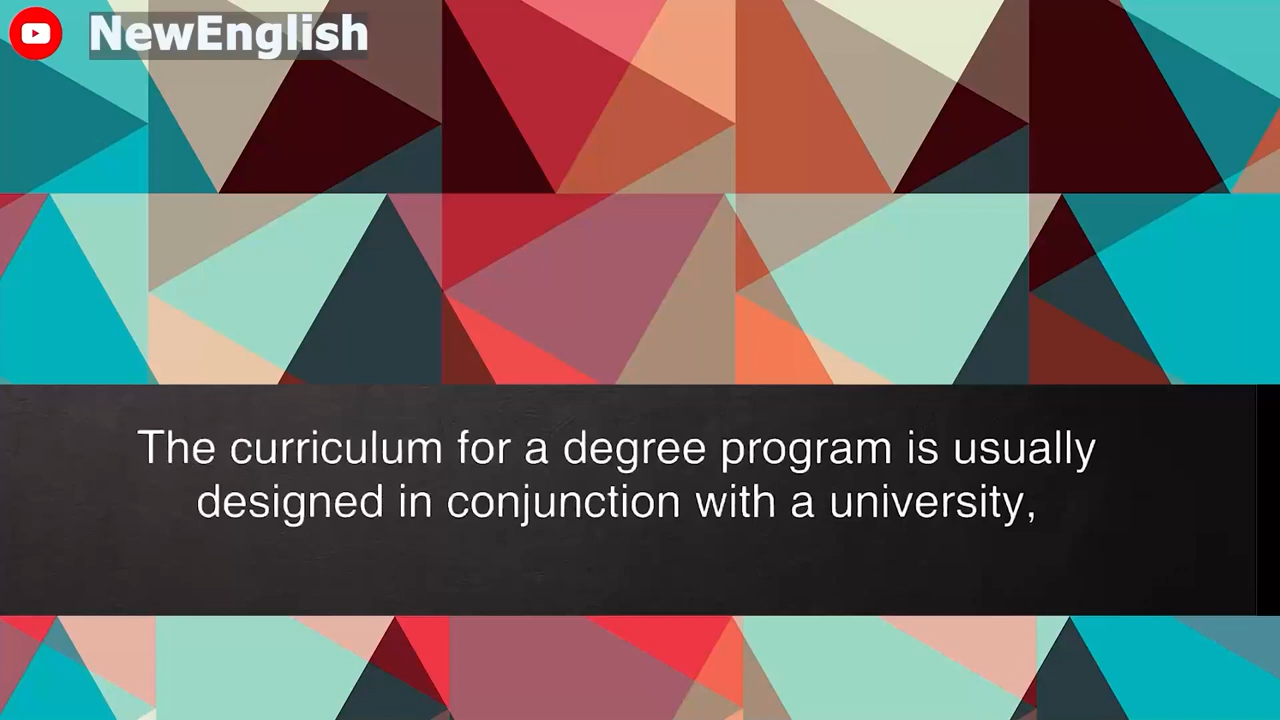 NewEnglish
The curriculum for a degree program is usually
designed in conjunction with a university,